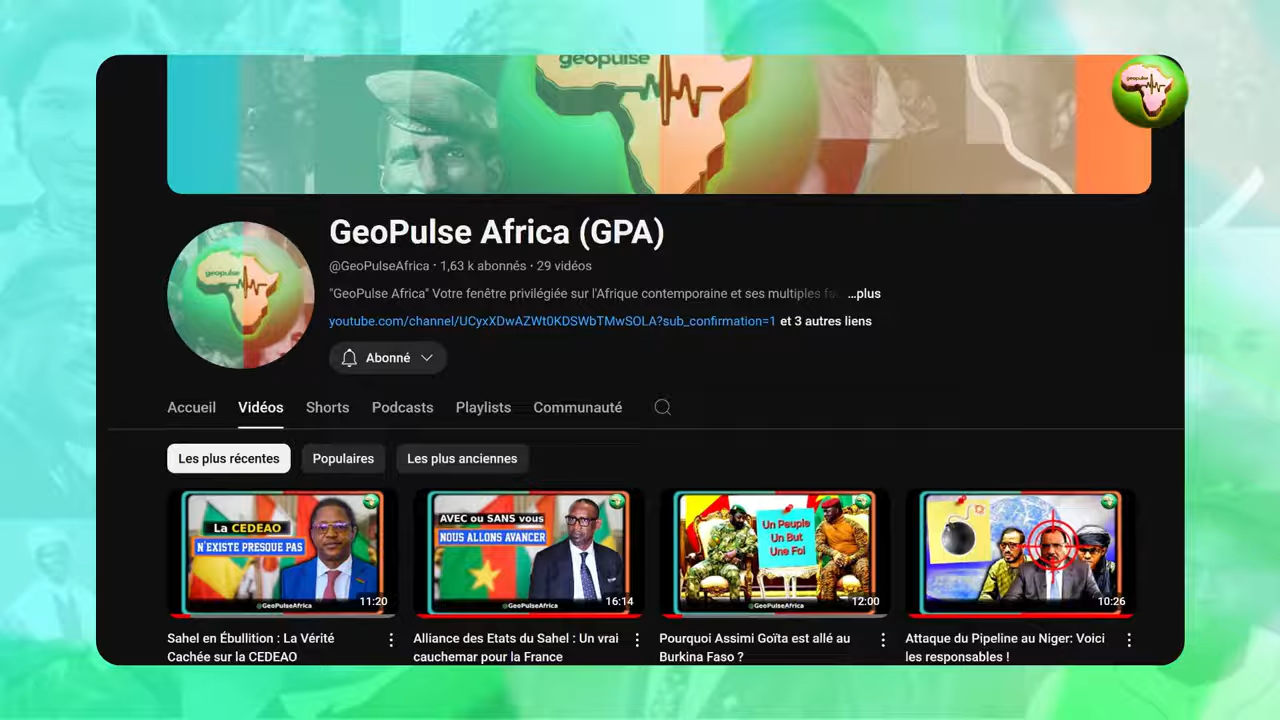 geopulse
geopulse
GeoPulse Africa (GPA)
@GeoPulseAfrica · 1,63 k abonnés · 29 vidéos
geopulse
"GeoPulse Africa" Votre fenêtre privilégiée sur l'Afrique contemporaine et ses multiples fa ...plus
youtube.com/channel/UCyxXDwAZWt0KDSWbTMwSOLA?sub_confirmation=1 et 3 autres liens
Abonné
Accueil Vidéos Shorts Podcasts Playlists Communauté
Les plus récentes Populaires Les plus anciennes
La CEDEAO
N'EXISTE PRESQUE PAS
@GeoPulseAfrica
11:20
AVEC ou SANS vous
NOUS ALLONS AVANCER
@GeoPulseAfrica
16:14
Un Peuple
Un But
Une Foi
@GeoPulseAfrica
12:00
10:26
Sahel en Ébullition : La Vérité
Cachée sur la CEDEAO
Alliance des Etats du Sahel : Un vrai
cauchemar pour la France
Pourquoi Assimi Goïta est allé au
Burkina Faso ?
Attaque du Pipeline au Niger: Voici
les responsables !